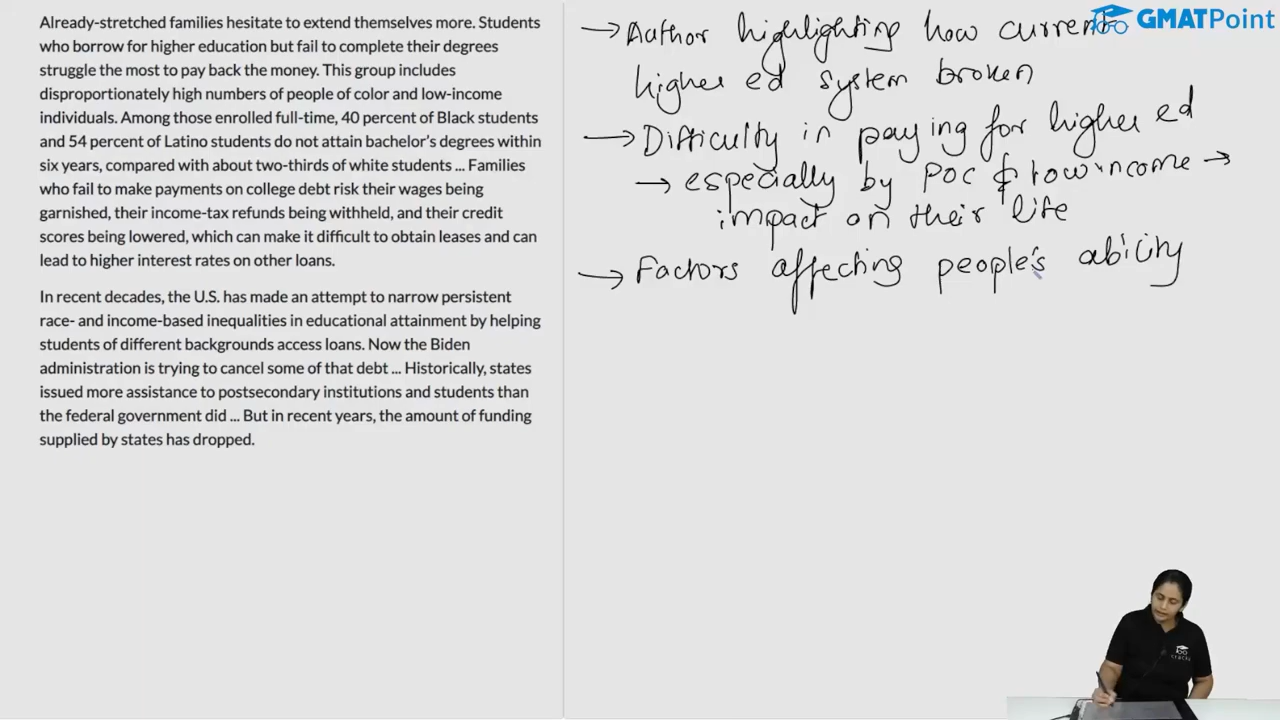 Already-stretched families hesitate to extend themselves more. Students
who borrow for higher education but fail to complete their degrees
struggle the most to pay back the money. This group includes
disproportionately high numbers of people of color and low-income
individuals. Among those enrolled full-time, 40 percent of Black students
and 54 percent of Latino students do not attain bachelor's degrees within
six years, compared with about two-thirds of white students ... Families
who fail to make payments on college debt risk their wages being
garnished, their income-tax refunds being withheld, and their credit
scores being lowered, which can make it difficult to obtain leases and can
lead to higher interest rates on other loans.
In recent decades, the U.S. has made an attempt to narrow persistent
race- and income-based inequalities in educational attainment by helping
students of different backgrounds access loans. Now the Biden
administration is trying to cancel some of that debt ... Historically, states
issued more assistance to postsecondary institutions and students than
the federal government did ... But in recent years, the amount of funding
supplied by states has dropped.
GMATPoint
→ Author highlighting how current
higher ed system broken
→ Difficulty in paying for higher ed
→ especially by POC & low-income →
impact on their life
→ Factors affecting people's ability
cracku